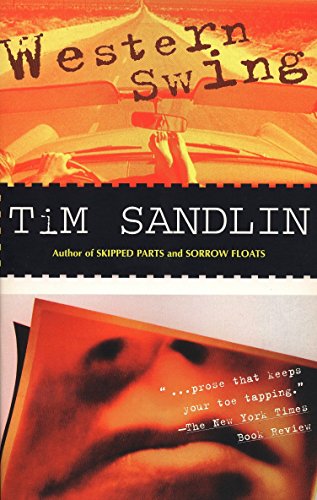 Western
Swing
TiM SANDLIN
Author of SKIPPED PARTS and SORROW FLOATS
"...prose that keeps
your toe tapping."
—The New York Times
Book Review